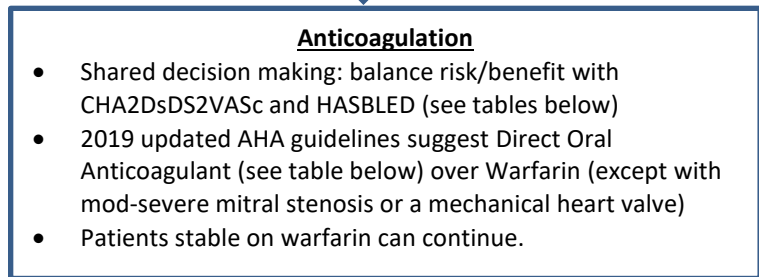 Anticoagulation
• Shared decision making: balance risk/benefit with
CHA2DsDS2VASc and HASBLED (see tables below)
• 2019 updated AHA guidelines suggest Direct Oral
Anticoagulant (see table below) over Warfarin (except with
mod-severe mitral stenosis or a mechanical heart valve)
• Patients stable on warfarin can continue.